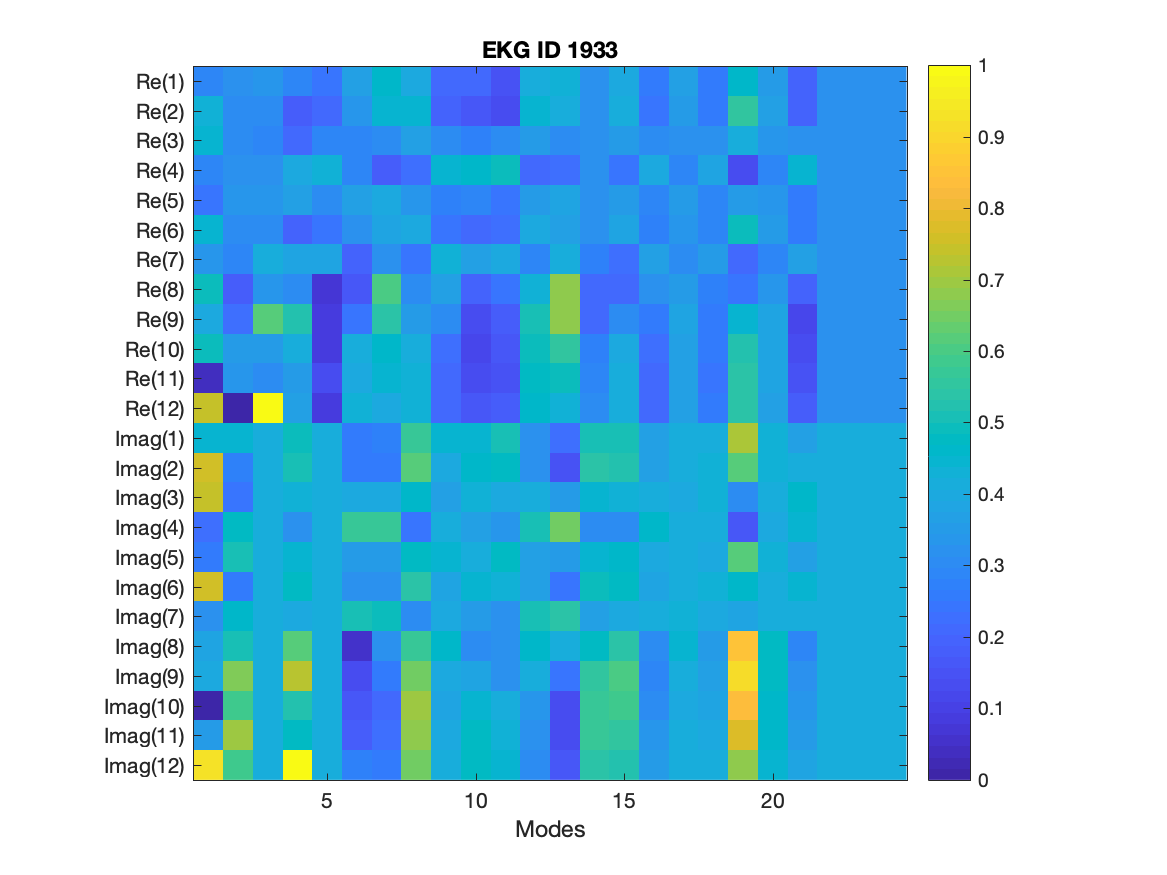 EKG ID 1933
Re(1)
Re(2)
Re(3)
Re(4)
Re(5)
Re(6)
Re(7)
Re(8)
Re(9)
Re(10)
Re(11)
Re(12)
Imag(1)
Imag(2)
Imag(3)
Imag(4)
Imag(5)
Imag(6)
Imag(7)
Imag(8)
Imag(9)
Imag(10)
Imag(11)
Imag(12)
5 10 15 20
Modes
1
0.9
0.8
0.7
0.6
0.5
0.4
0.3
0.2
0.1
0